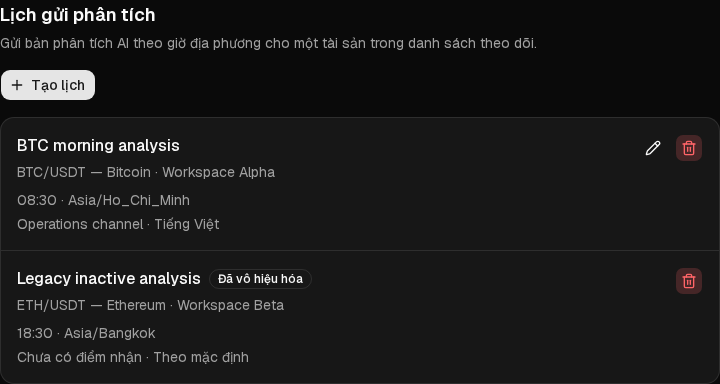 Lịch gửi phân tích
Gửi bản phân tích AI theo giờ địa phương cho một tài sản trong danh sách theo dõi.
+ Tạo lịch
BTC morning analysis
BTC/USDT — Bitcoin · Workspace Alpha
08:30 · Asia/Ho_Chi_Minh
Operations channel · Tiếng Việt
Legacy inactive analysis Đã vô hiệu hóa
ETH/USDT — Ethereum · Workspace Beta
18:30 · Asia/Bangkok
Chưa có điểm nhận · Theo mặc định